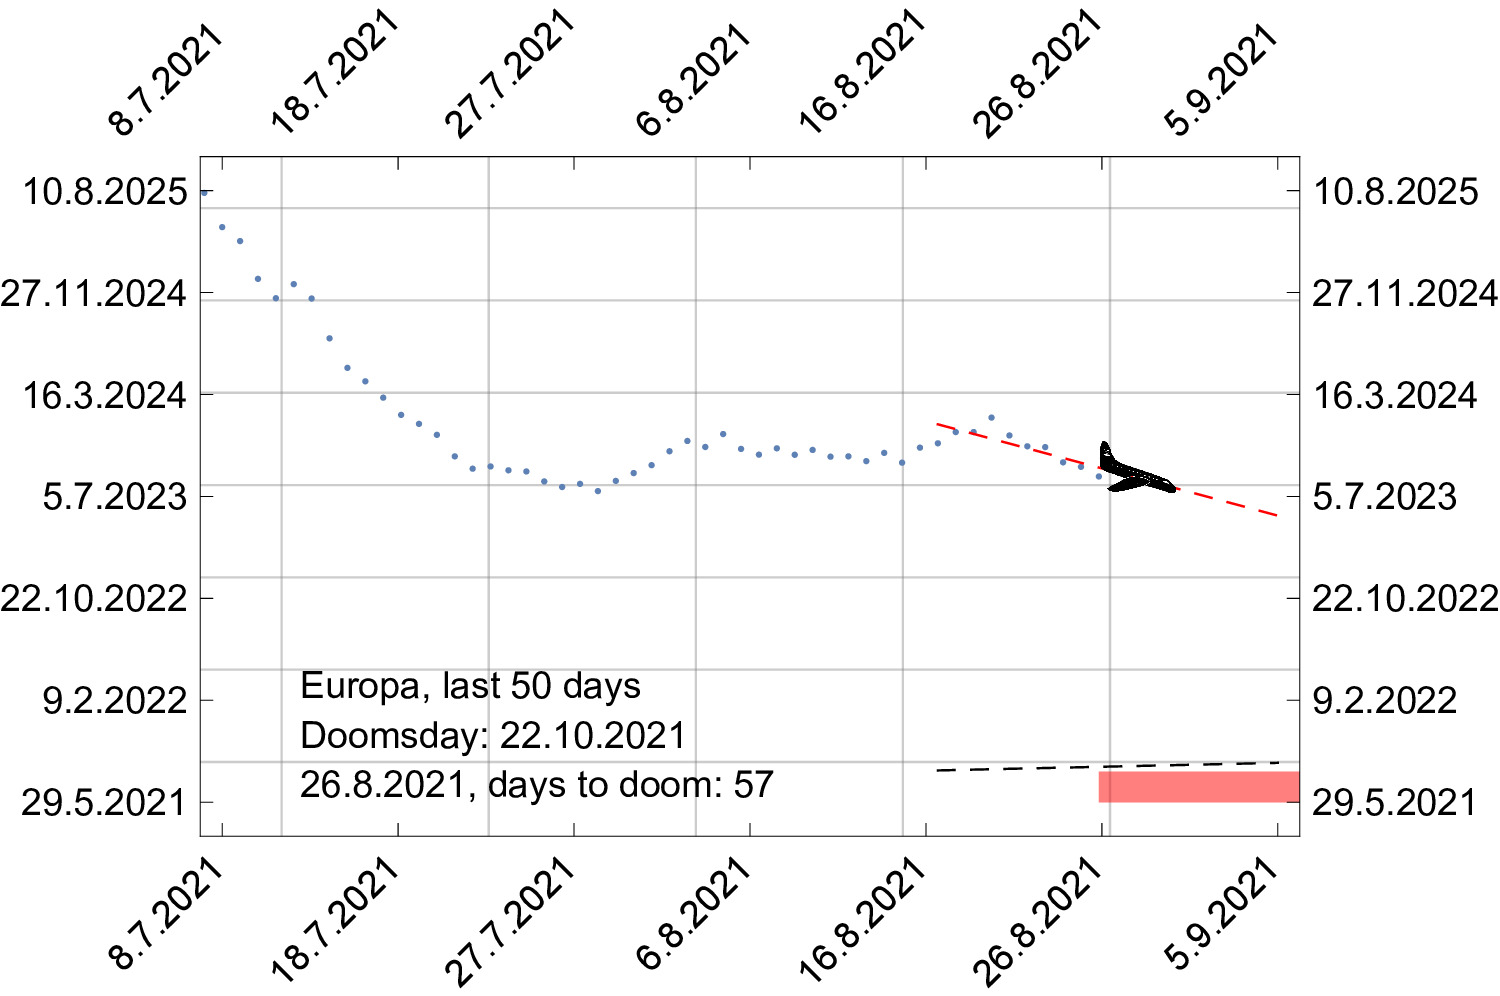 8.7.2021 18.7.2021 27.7.2021 6.8.2021 16.8.2021 26.8.2021 5.9.2021
10.8.2025 10.8.2025
27.11.2024 27.11.2024
16.3.2024 16.3.2024
5.7.2023 5.7.2023
22.10.2022 22.10.2022
Europa, last 50 days
9.2.2022 9.2.2022
Doomsday: 22.10.2021
26.8.2021, days to doom: 57
29.5.2021 29.5.2021
8.7.2021 18.7.2021 27.7.2021 6.8.2021 16.8.2021 26.8.2021 5.9.2021